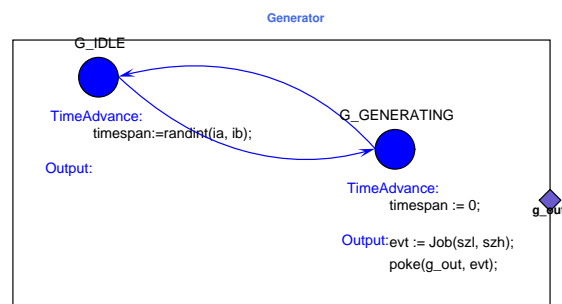 Generator
G_IDLE
TimeAdvance:
timespan:=randint(ia, ib);
Output:
G_GENERATING
TimeAdvance:
timespan := 0;
Output: evt := Job(szl, szh);
poke(g_out, evt);
g_out